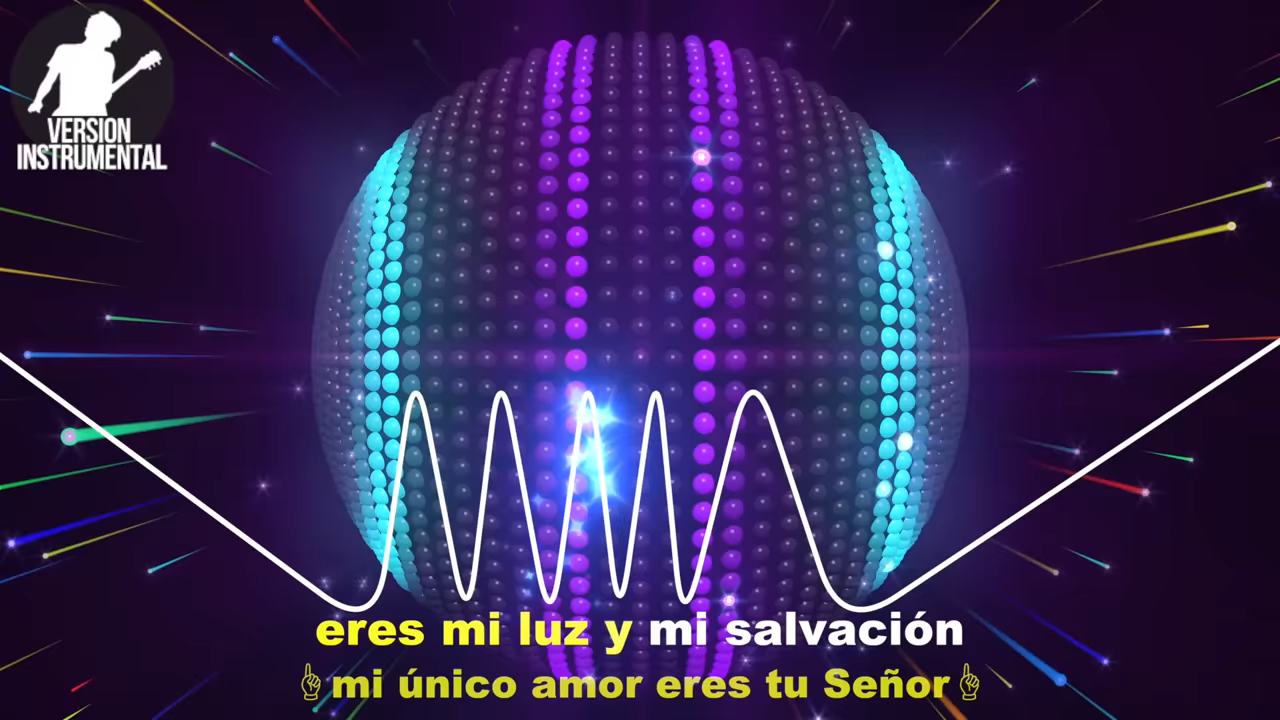 VERSION
INSTRUMENTAL
eres mi luz y mi salvación
☝mi único amor eres tu Señor☝